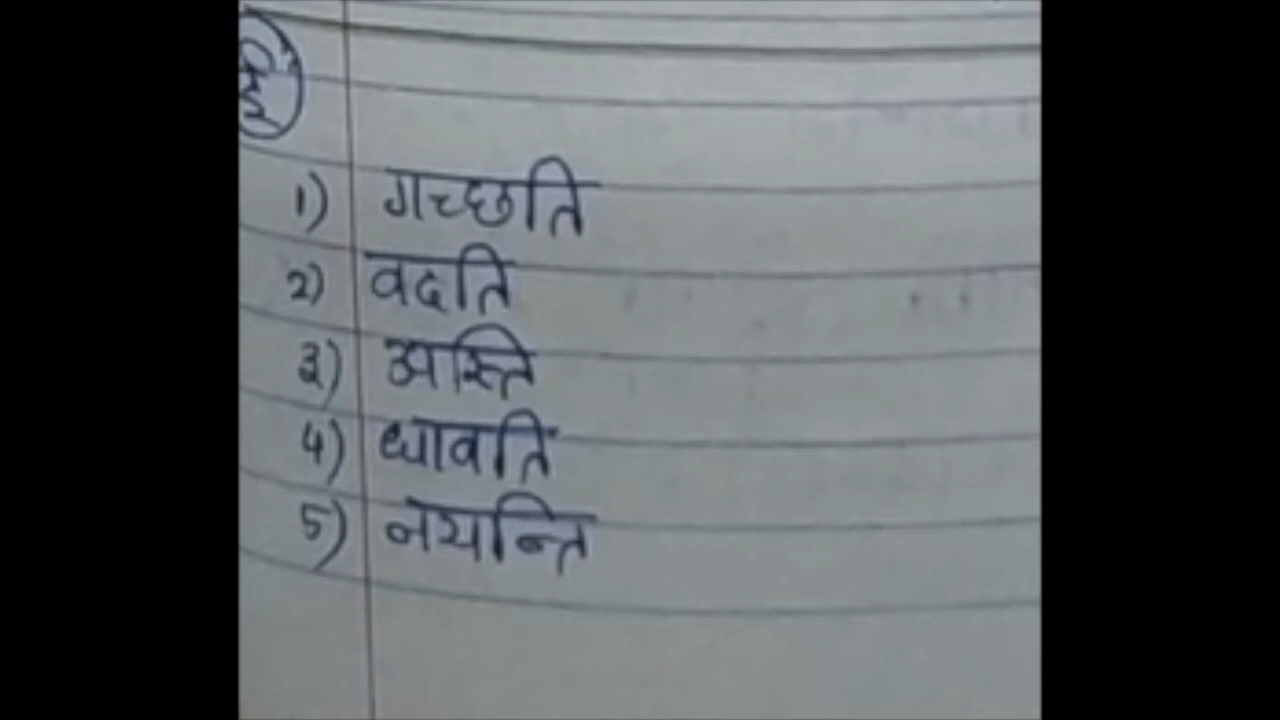 1) गच्छति
2) वदति
3) अस्ति
4) धावति
5) नयन्ति